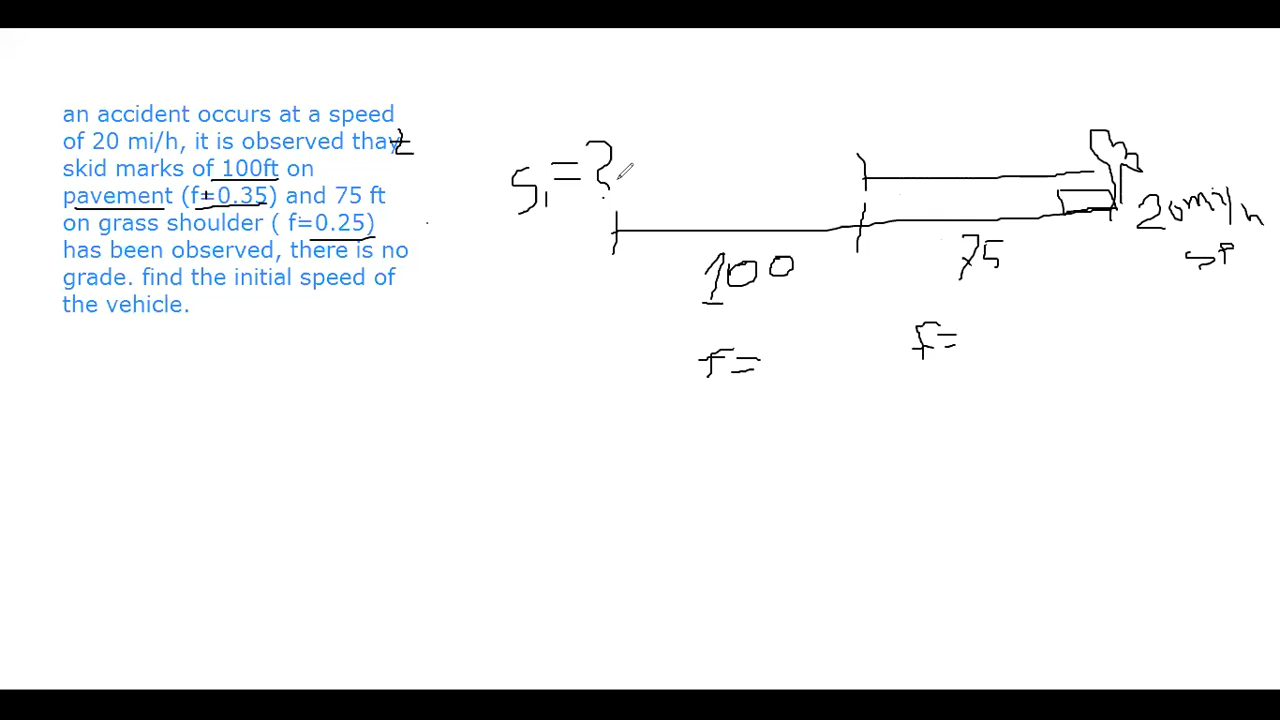 an accident occurs at a speed
of 20 mi/h, it is observed thay t
skid marks of 100ft on
pavement (f=0.35) and 75 ft
on grass shoulder ( f=0.25)
has been observed, there is no
grade. find the initial speed of
the vehicle.
S1=?
20mi/h
100
75
f=
f=